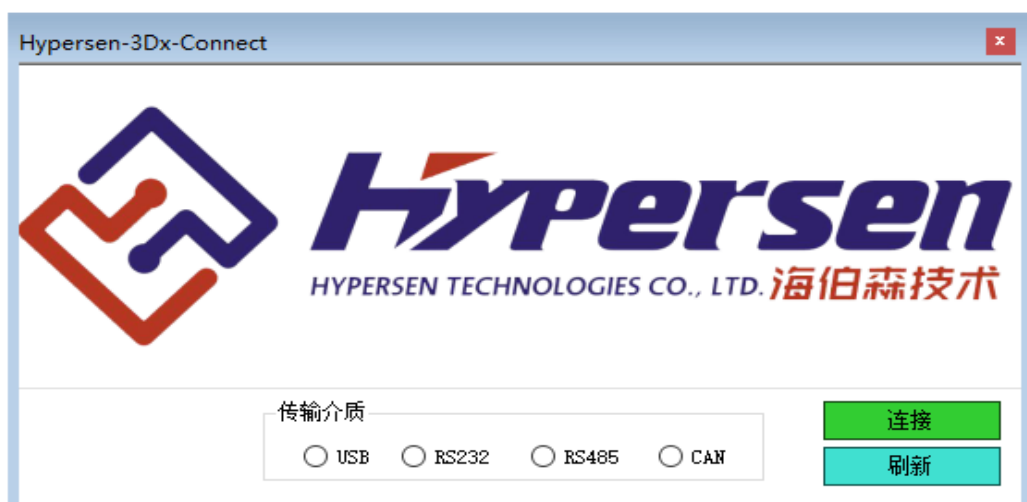 Hypersen-3Dx-Connect
Hypersen
HYPERSEN TECHNOLOGIES CO., LTD.海伯森技术
传输介质
连接
USB RS232 RS485 CAN
刷新